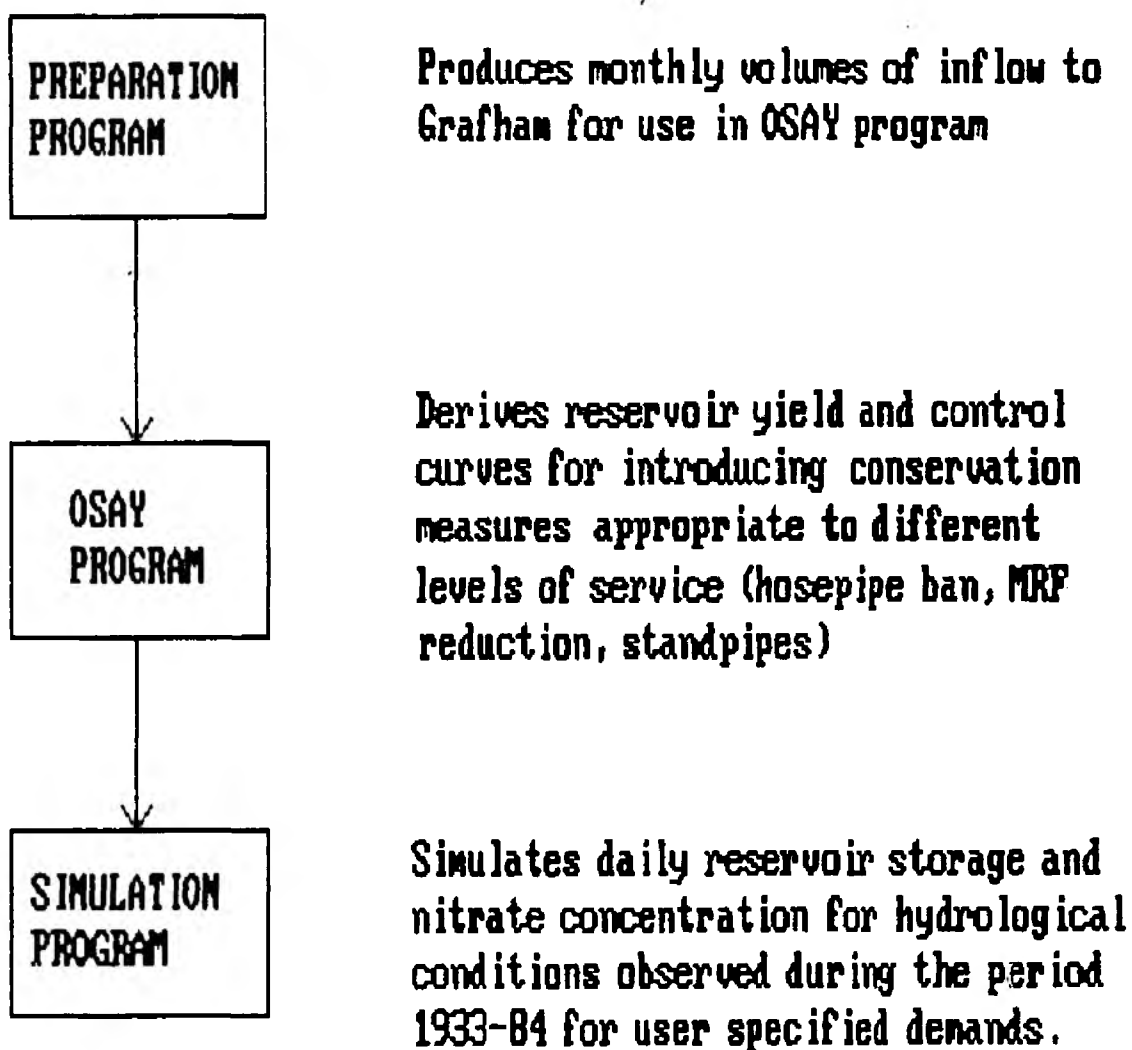 PREPARATION
PROGRAM
Produces monthly volumes of inflow to
Grafham for use in OSAY program
OSAY
PROGRAM
Derives reservoir yield and control
curves for introducing conservation
measures appropriate to different
levels of service (hosepipe ban, MRF
reduction, standpipes)
SIMULATION
PROGRAM
Simulates daily reservoir storage and
nitrate concentration for hydrological
conditions observed during the period
1933-84 for user specified demands.